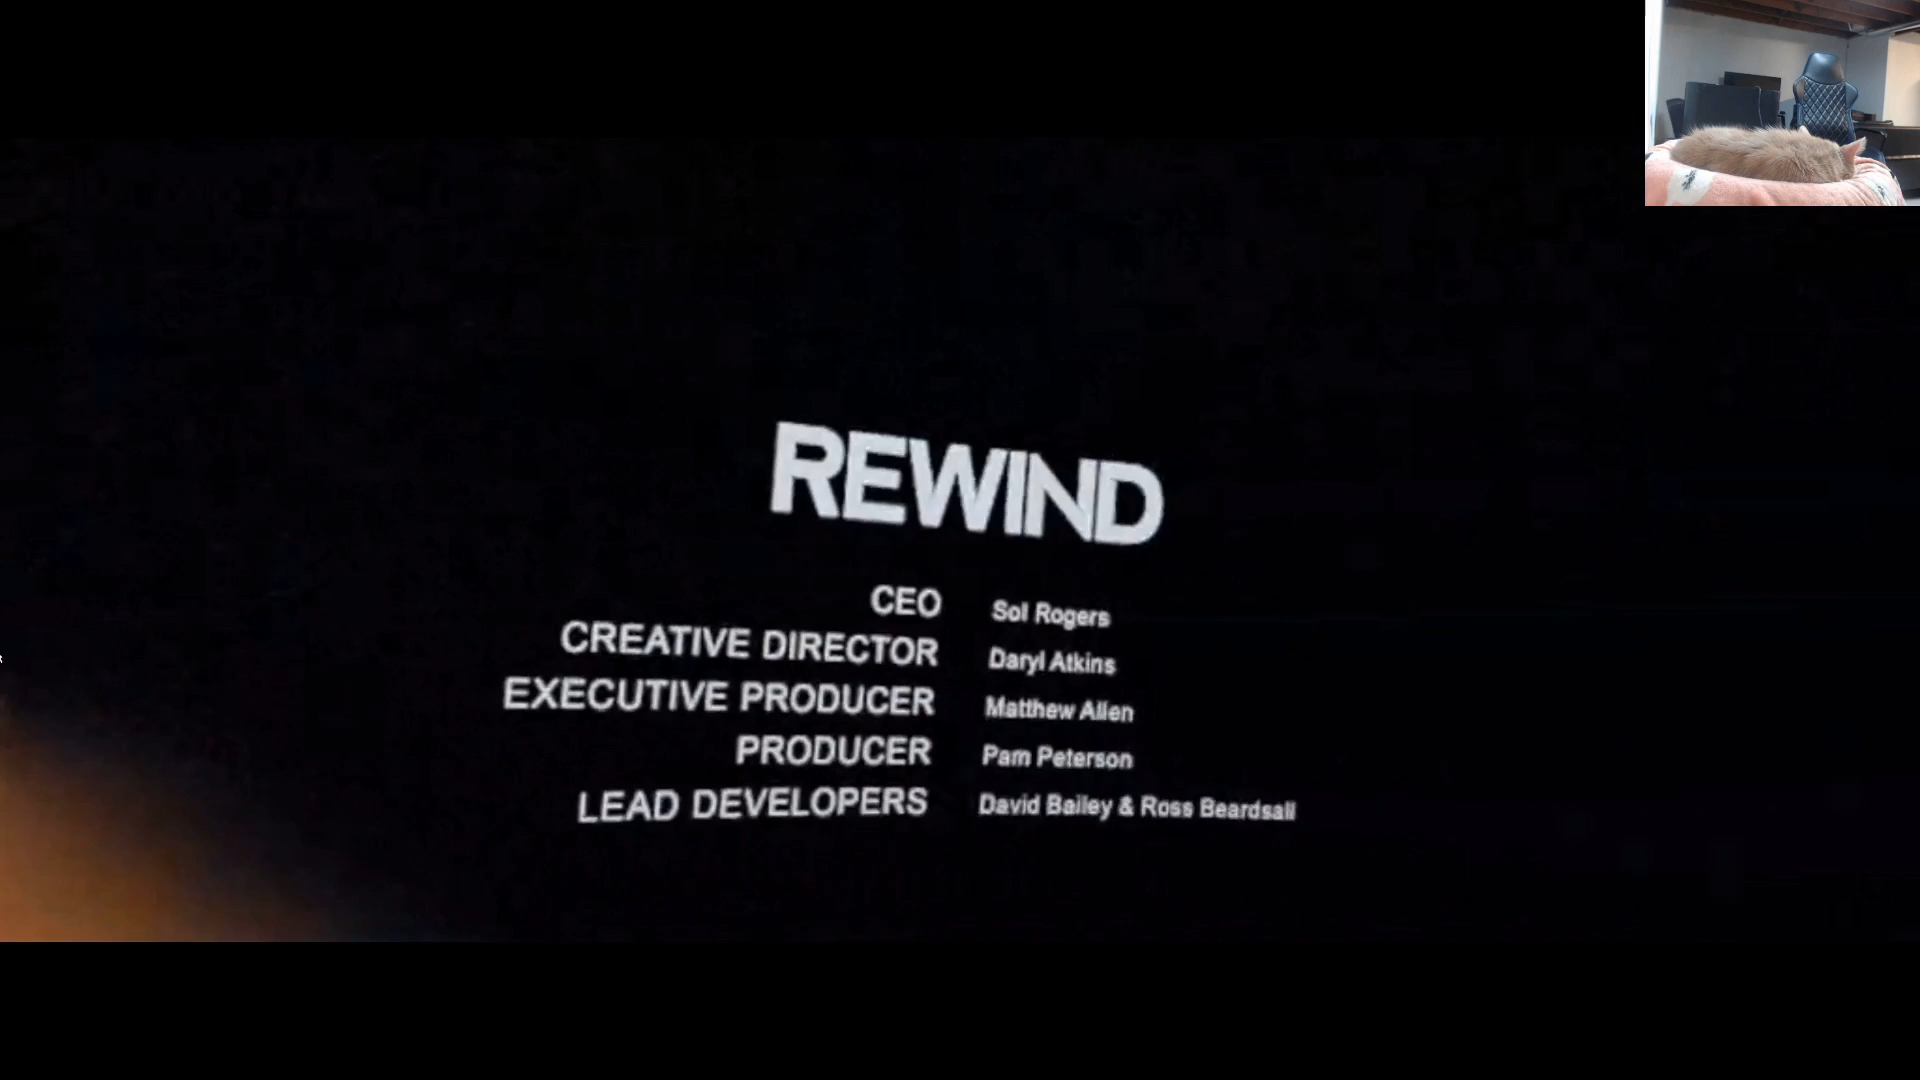 REWIND
CEO Sol Rogers
CREATIVE DIRECTOR Daryl Atkins
EXECUTIVE PRODUCER Matthew Allen
PRODUCER Pam Peterson
LEAD DEVELOPERS David Bailey & Ross Beardsall